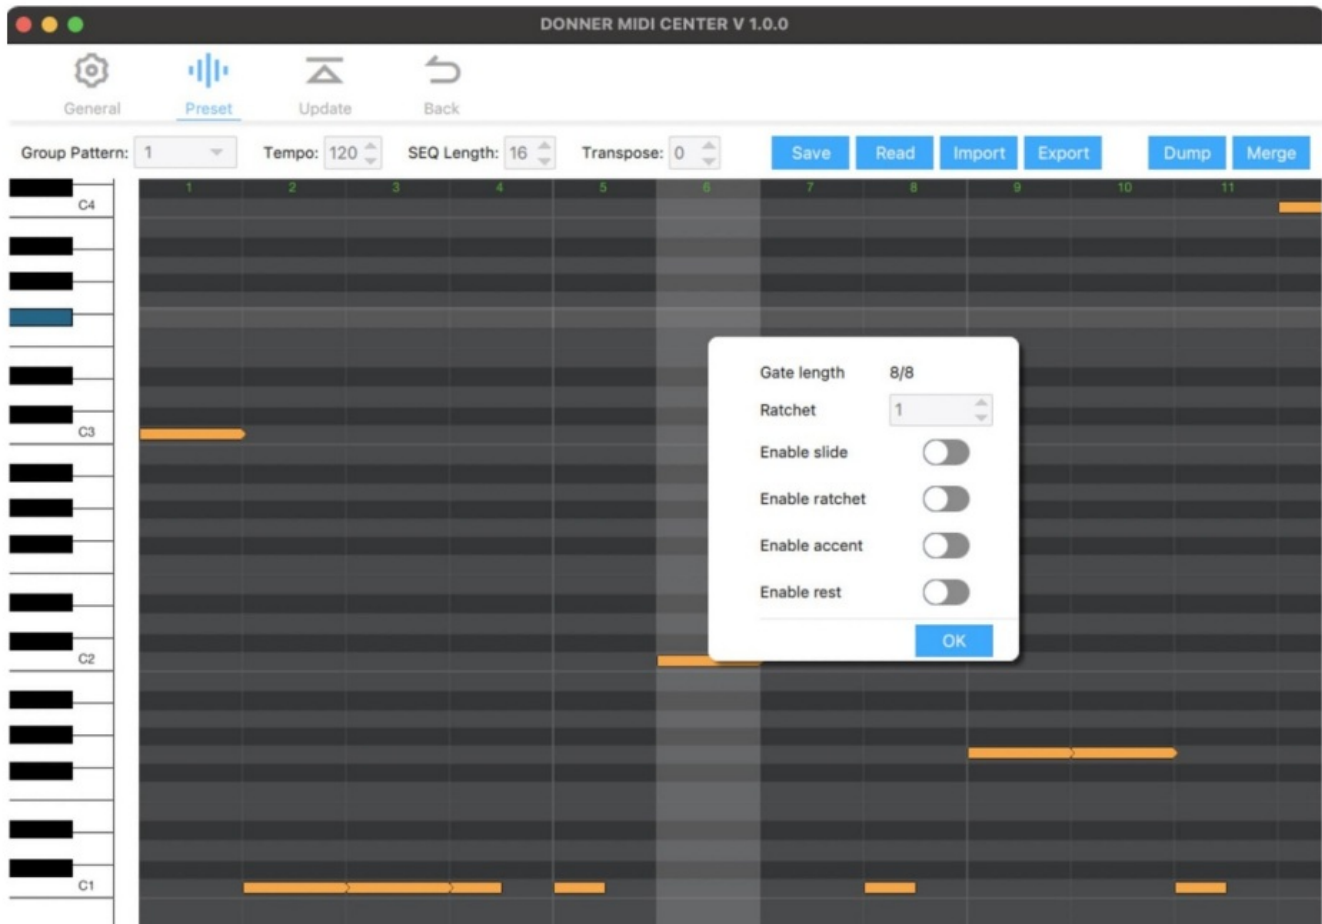 DONNER MIDI CENTER V 1.0.0
General Preset Update Back
Group Pattern: 1 Tempo: 120 SEQ Length: 16 Transpose: 0 Save Read Import Export Dump Merge
1 2 3 4 5 6 7 8 9 10 11
C4
Gate length 8/8
Ratchet 1
C3
Enable slide
Enable ratchet
Enable accent
Enable rest
OK
C2
C1